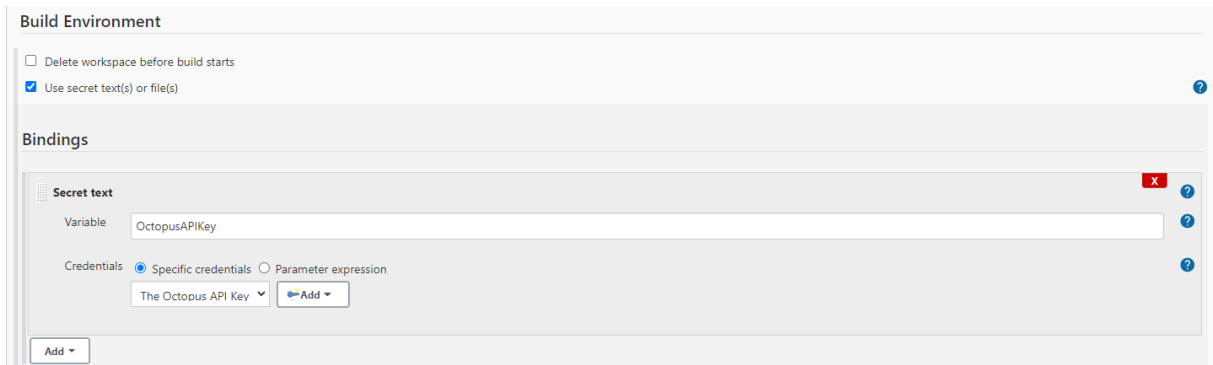 Build Environment
Delete workspace before build starts
Use secret text(s) or file(s)
?
Bindings
X
Secret text
?
Variable
OctopusAPIKey
?
Credentials
Specific credentials
Parameter expression
?
The Octopus API Key
Add
Add